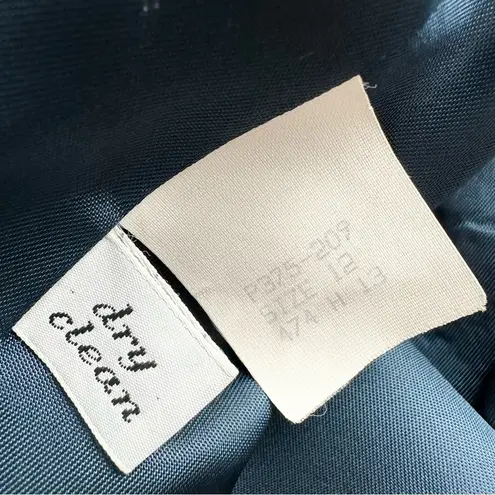 dry
clean
P375-209
SIZE 12
474 H 13